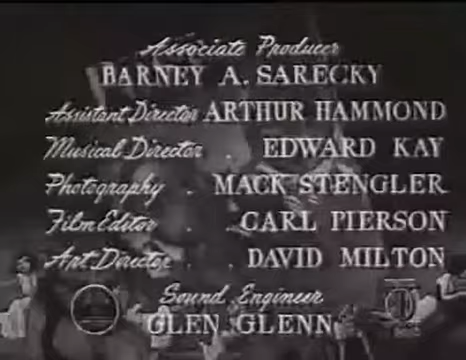 Associate Producer
BARNEY A. SARECKY
Assistant Director ARTHUR HAMMOND
Musical Director . EDWARD KAY
Photography . MACK STENGLER
Film Editor . . CARL PIERSON
Art Director . . DAVID MILTON
Sound Engineer
GLEN GLENN